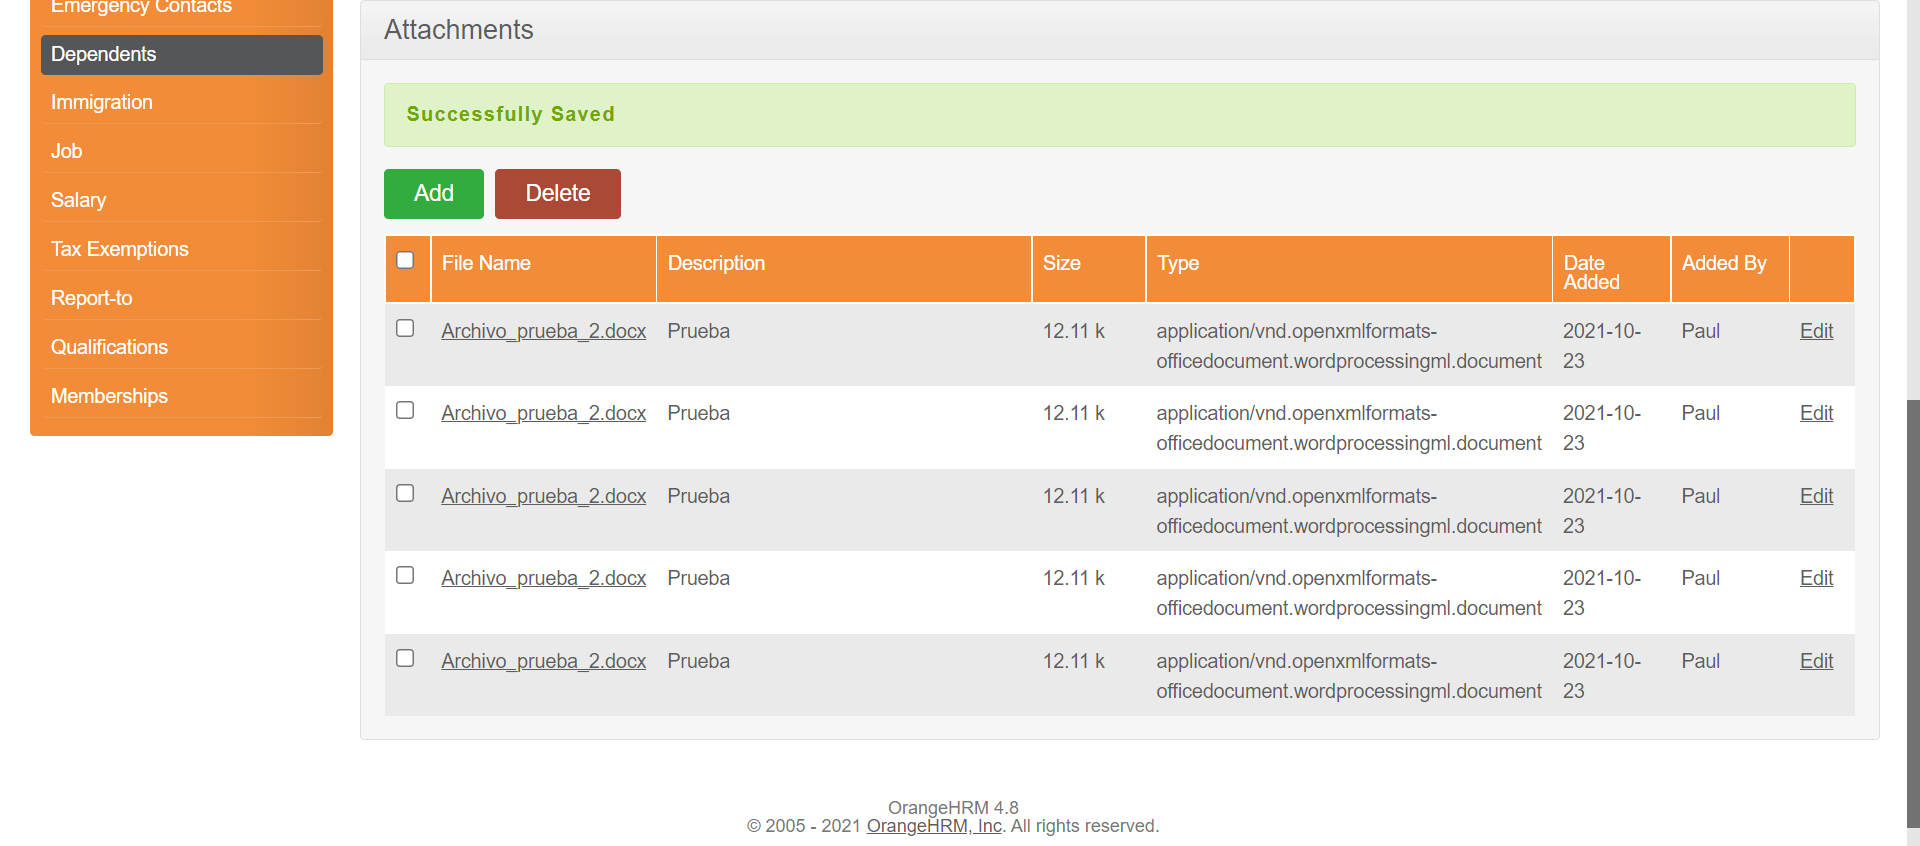 Emergency Contacts
Dependents
Immigration
Job
Salary
Tax Exemptions
Report-to
Qualifications
Memberships
Attachments
Successfully Saved
Add Delete
File Name Description Size Type Date Added Added By
Archivo_prueba_2.docx Prueba 12.11 k application/vnd.openxmlformats- 2021-10- Paul Edit
officedocument.wordprocessingml.document 23
Archivo_prueba_2.docx Prueba 12.11 k application/vnd.openxmlformats- 2021-10- Paul Edit
officedocument.wordprocessingml.document 23
Archivo_prueba_2.docx Prueba 12.11 k application/vnd.openxmlformats- 2021-10- Paul Edit
officedocument.wordprocessingml.document 23
Archivo_prueba_2.docx Prueba 12.11 k application/vnd.openxmlformats- 2021-10- Paul Edit
officedocument.wordprocessingml.document 23
Archivo_prueba_2.docx Prueba 12.11 k application/vnd.openxmlformats- 2021-10- Paul Edit
officedocument.wordprocessingml.document 23
OrangeHRM 4.8
© 2005 - 2021 OrangeHRM, Inc. All rights reserved.